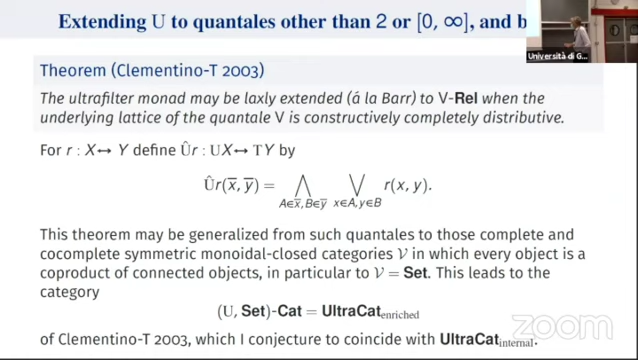 Extending U to quantales other than 2 or [0, ∞], and b
Università di G...
Theorem (Clementino-T 2003)
The ultrafilter monad may be laxly extended (á la Barr) to V-Rel when the
underlying lattice of the quantale V is constructively completely distributive.
For r : X ↔ Y define Ûr : UX ↔ TY by
Ûr(x̅, y̅) = ⋀_{A∈x̅,B∈y̅} ⋁_{x∈A,y∈B} r(x, y).
This theorem may be generalized from such quantales to those complete and
cocomplete symmetric monoidal-closed categories 𝒱 in which every object is a
coproduct of connected objects, in particular to 𝒱 = Set. This leads to the
category
(U, Set)-Cat = UltraCat_{enriched}
of Clementino-T 2003, which I conjecture to coincide with UltraCat_{internal}.
zoom